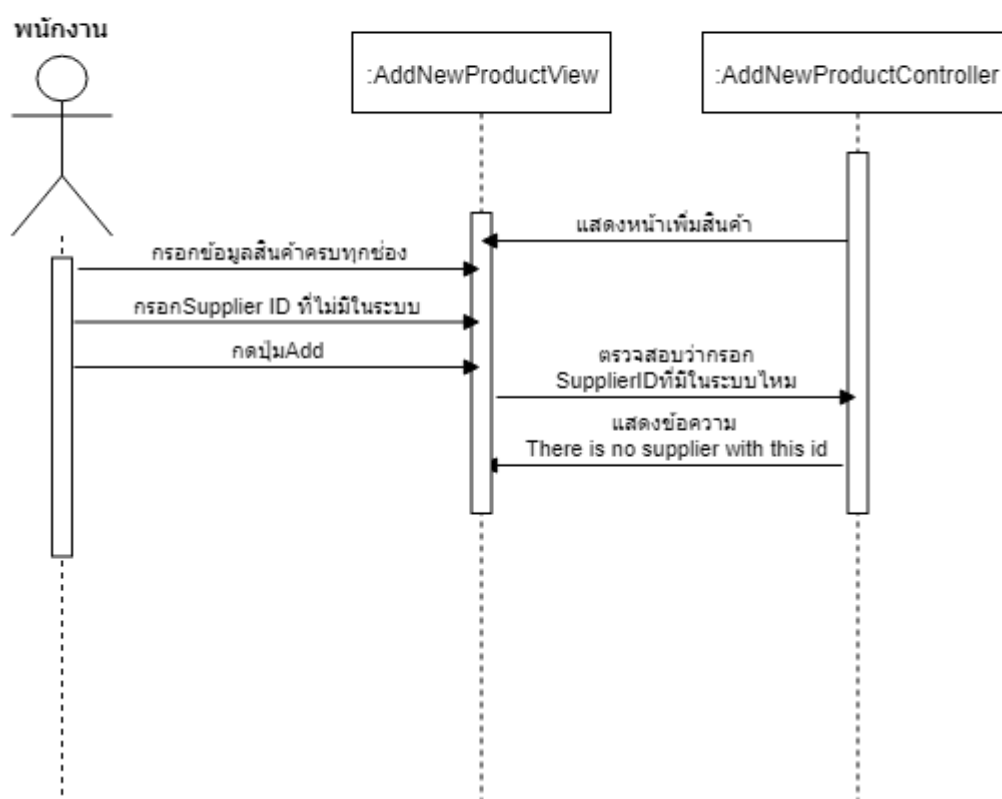 พนักงาน
:AddNewProductView
:AddNewProductController
แสดงหน้าเพิ่มสินค้า
กรอกข้อมูลสินค้าครบทุกช่อง
กรอกSupplier ID ที่ไม่มีในระบบ
กดปุ่มAdd
ตรวจสอบว่ากรอก
SupplierIDที่มีในระบบไหม
แสดงข้อความ
There is no supplier with this id